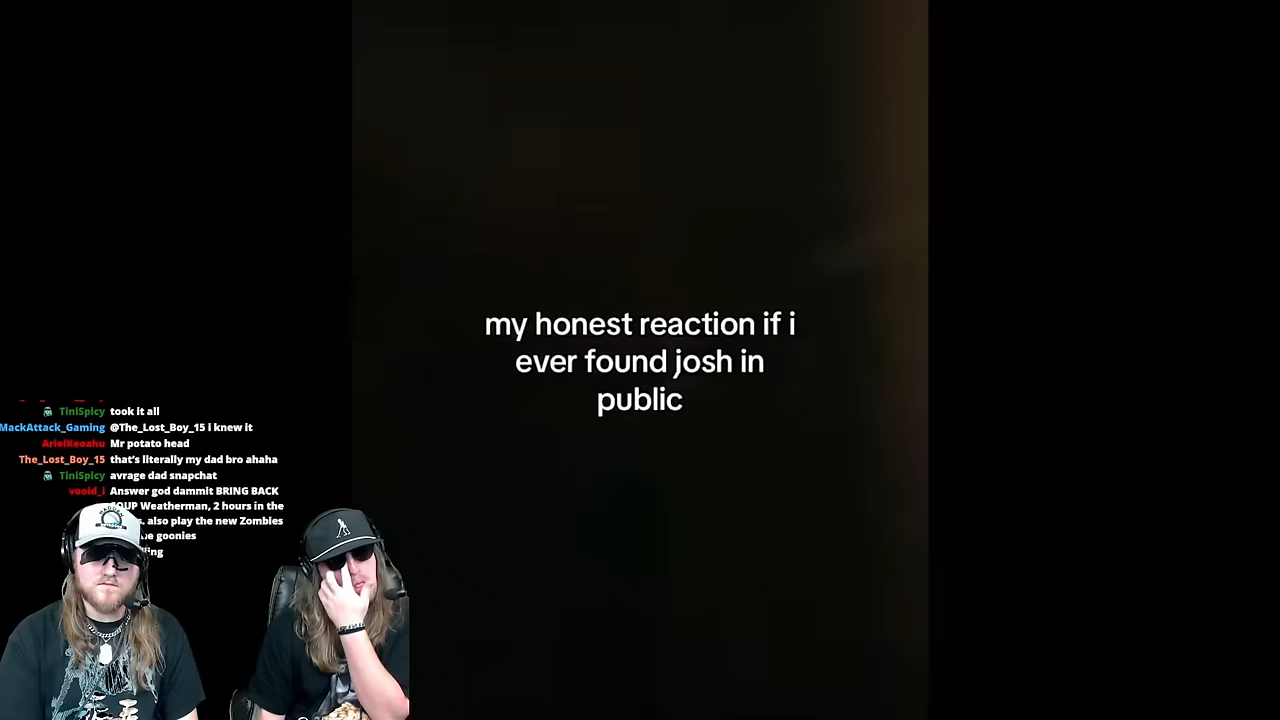 my honest reaction if i
ever found josh in
public
TiniSpicy took it all
MackAttack_Gaming @The_Lost_Boy_15 i knew it
ArielKeoahu Mr potato head
The_Lost_Boy_15 that's literally my dad bro ahaha
TiniSpicy avrage dad snapchat
vooid_i Answer god dammit BRING BACK
Weatherman, 2 hours in the
also play the new Zombies
goonies